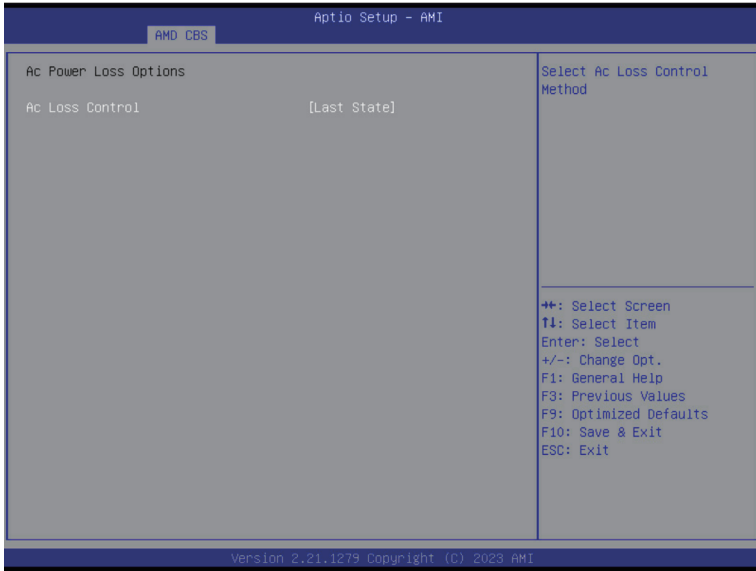 Aptio Setup – AMI
AMD CBS
Ac Power Loss Options
Ac Loss Control [Last State]
Select Ac Loss Control
Method
→←: Select Screen
↑↓: Select Item
Enter: Select
+/-: Change Opt.
F1: General Help
F3: Previous Values
F9: Optimized Defaults
F10: Save & Exit
ESC: Exit
Version 2.21.1279 Copyright (C) 2023 AMI